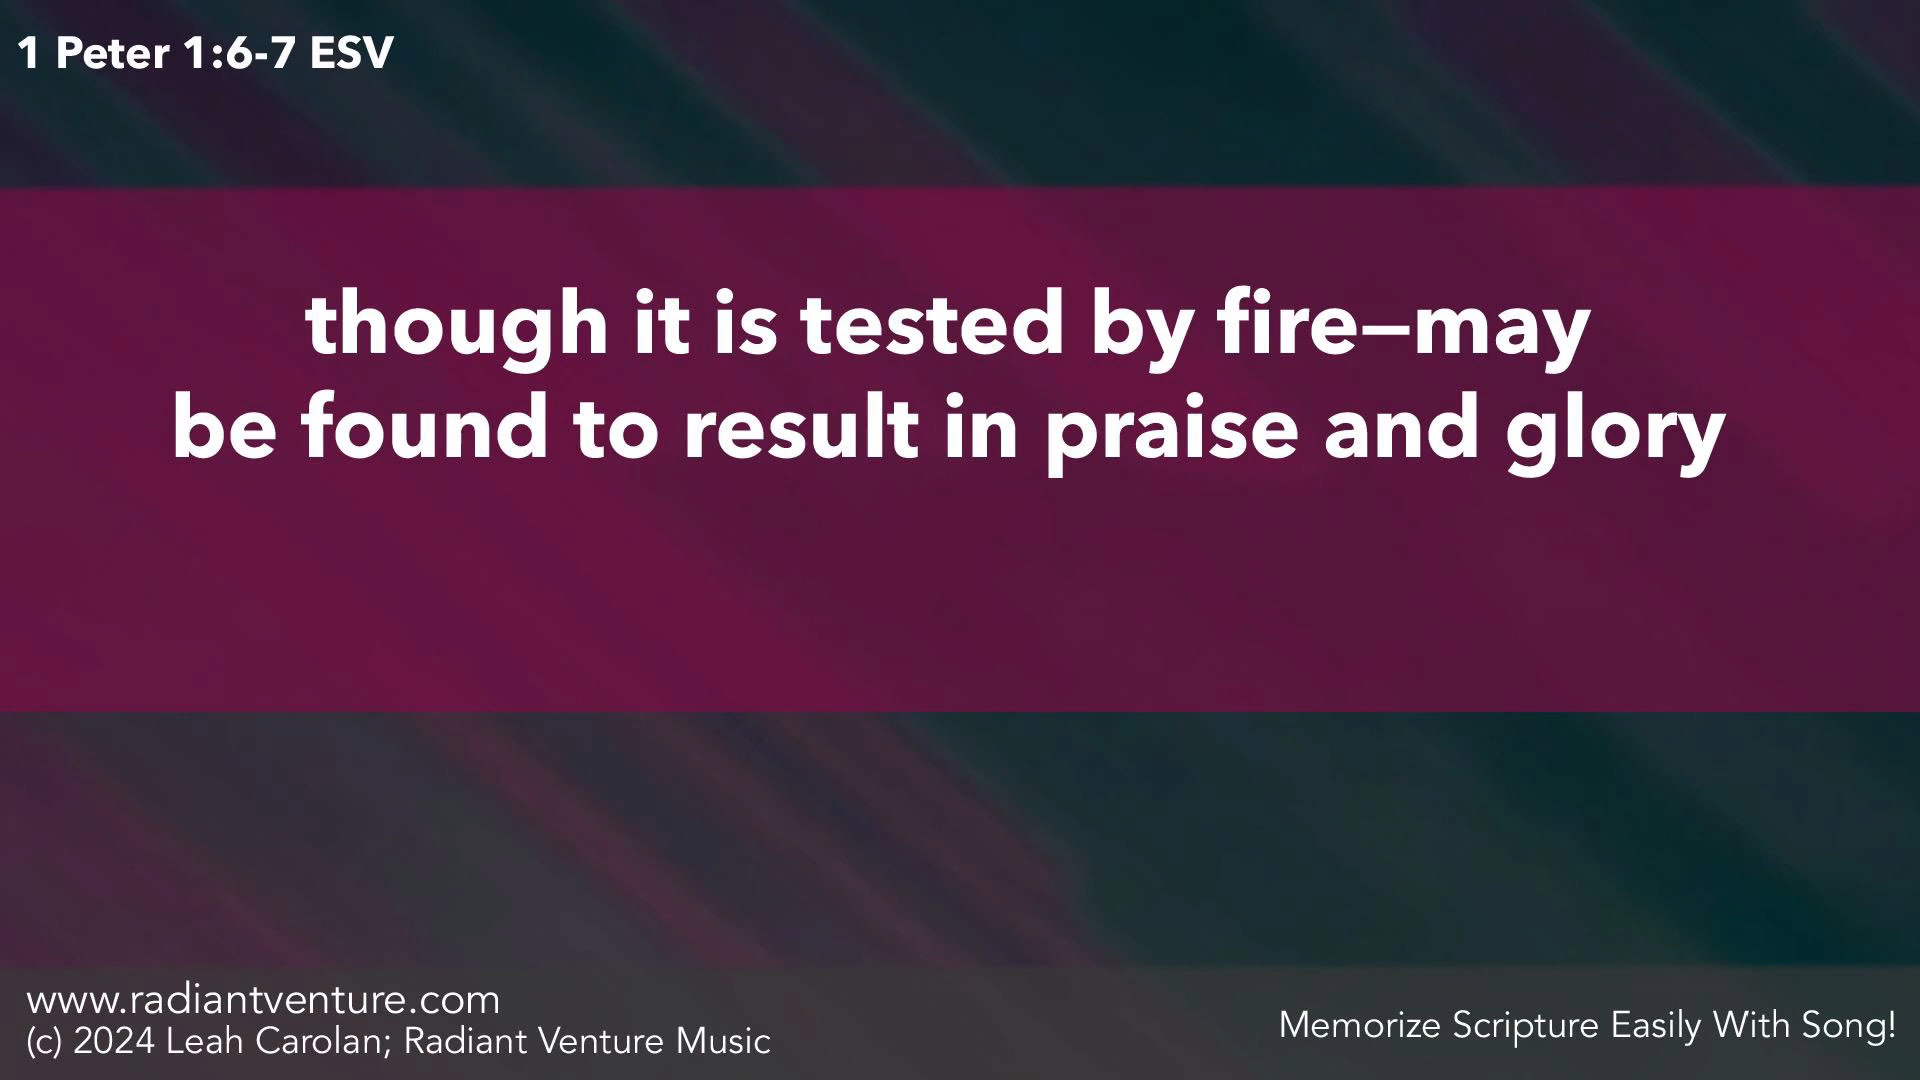 1 Peter 1:6-7 ESV
though it is tested by fire—may
be found to result in praise and glory
www.radiantventure.com
(c) 2024 Leah Carolan; Radiant Venture Music
Memorize Scripture Easily With Song!